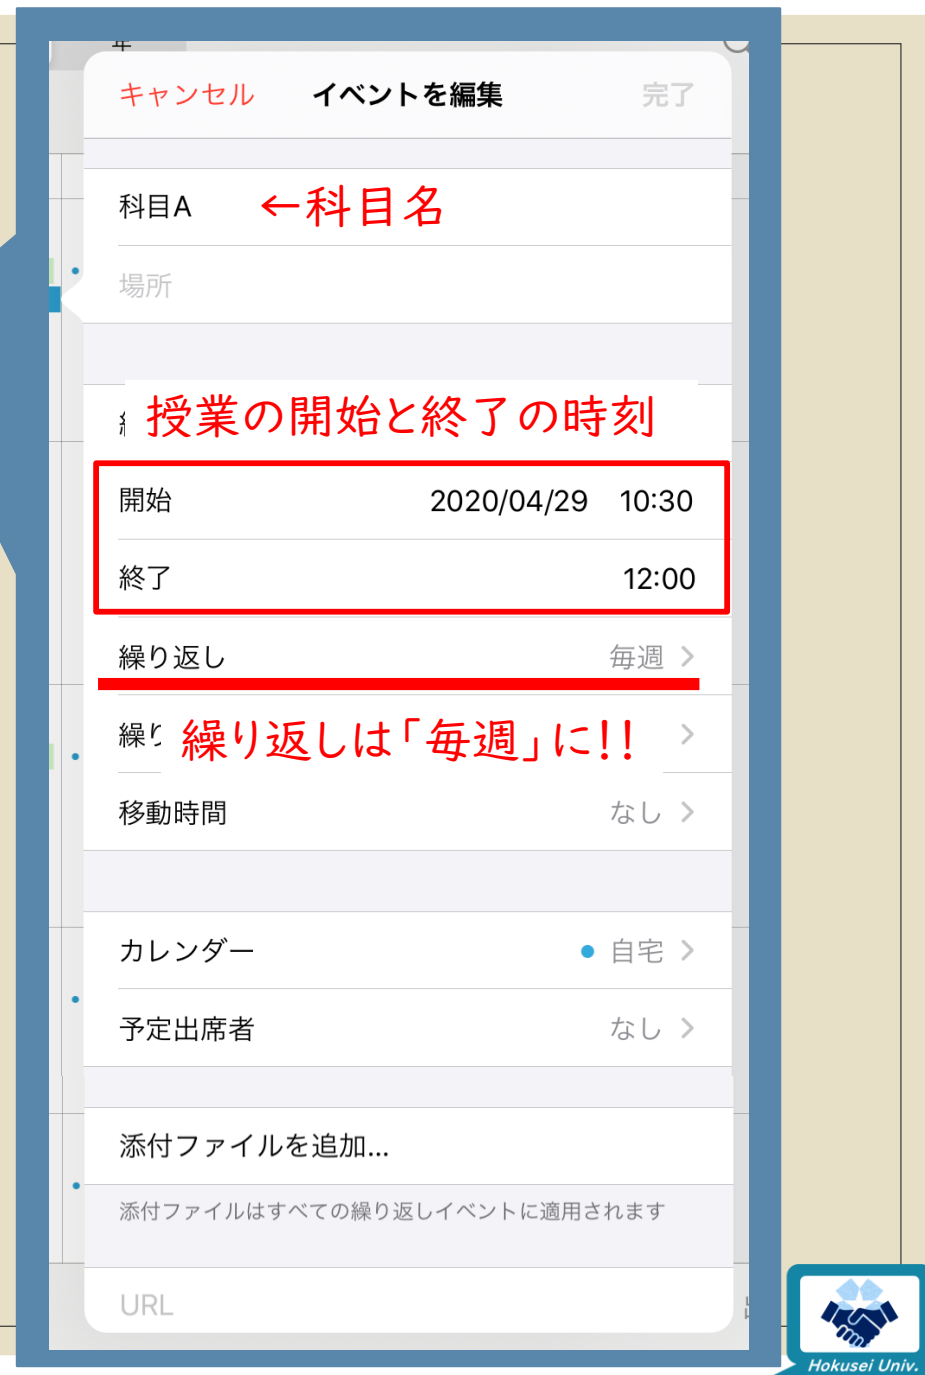 年
キャンセル イベントを編集 完了
科目A ←科目名
場所
授業の開始と終了の時刻
開始 2020/04/29 10:30
終了 12:00
繰り返し 毎週
繰り 繰り返しは「毎週」に!!
移動時間 なし
カレンダー 自宅
予定出席者 なし
添付ファイルを追加...
添付ファイルはすべての繰り返しイベントに適用されます
URL
Hokusei Univ.